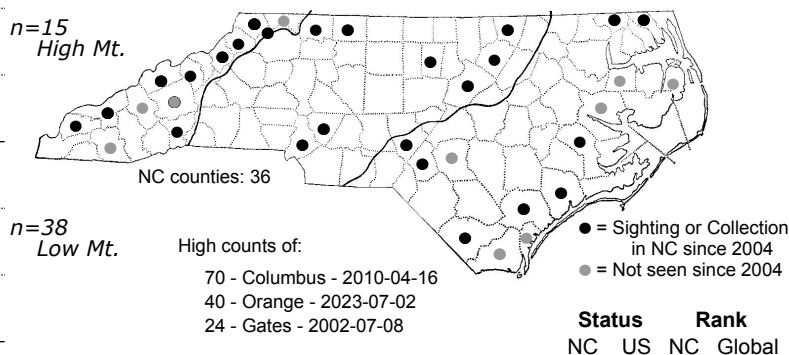 n=15
High Mt.
NC counties: 36
n=38
Low Mt.
High counts of:
70 - Columbus - 2010-04-16
40 - Orange - 2023-07-02
24 - Gates - 2002-07-08
● = Sighting or Collection
in NC since 2004
● = Not seen since 2004
Status Rank
NC US NC Global